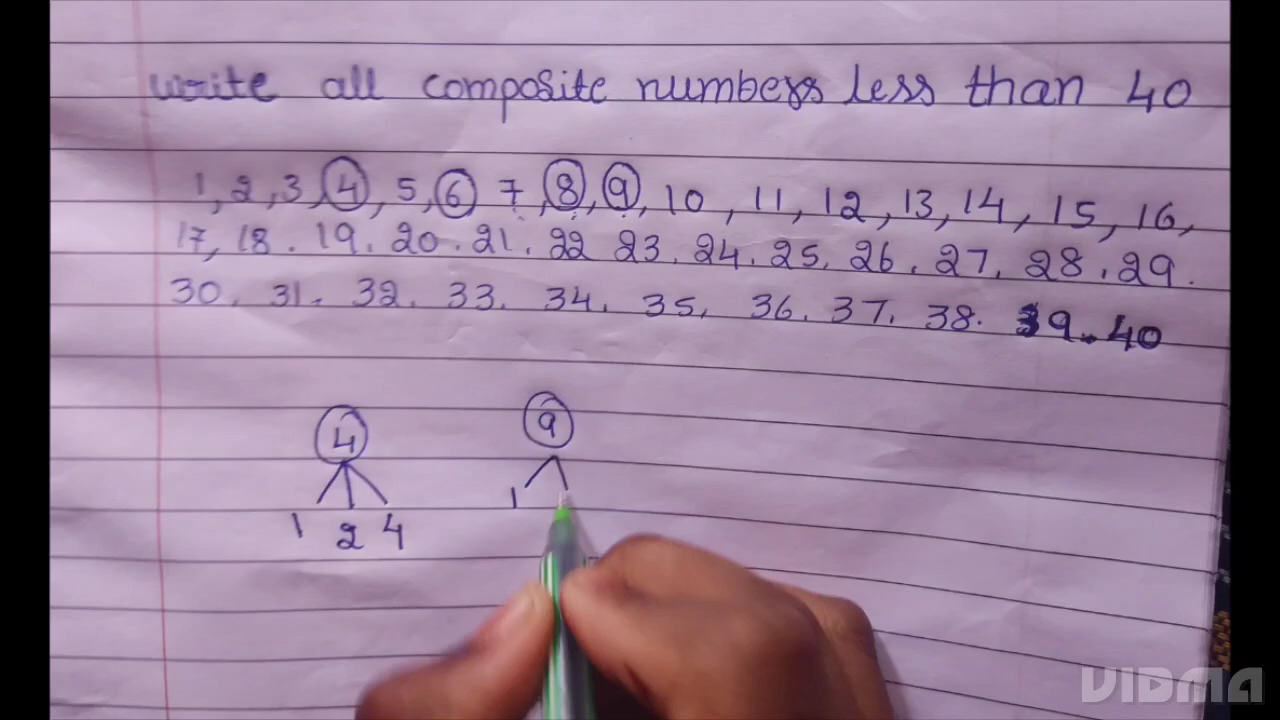 write all composite numbers less than 40
1, 2, 3, 4, 5, 6 7, 8, 9, 10, 11, 12, 13, 14, 15, 16,
17, 18. 19. 20. 21. 22 23. 24. 25. 26. 27. 28. 29.
30. 31. 32. 33. 34. 35, 36. 37. 38. 39. 40
4 9
1 2 4 1
VIDMA